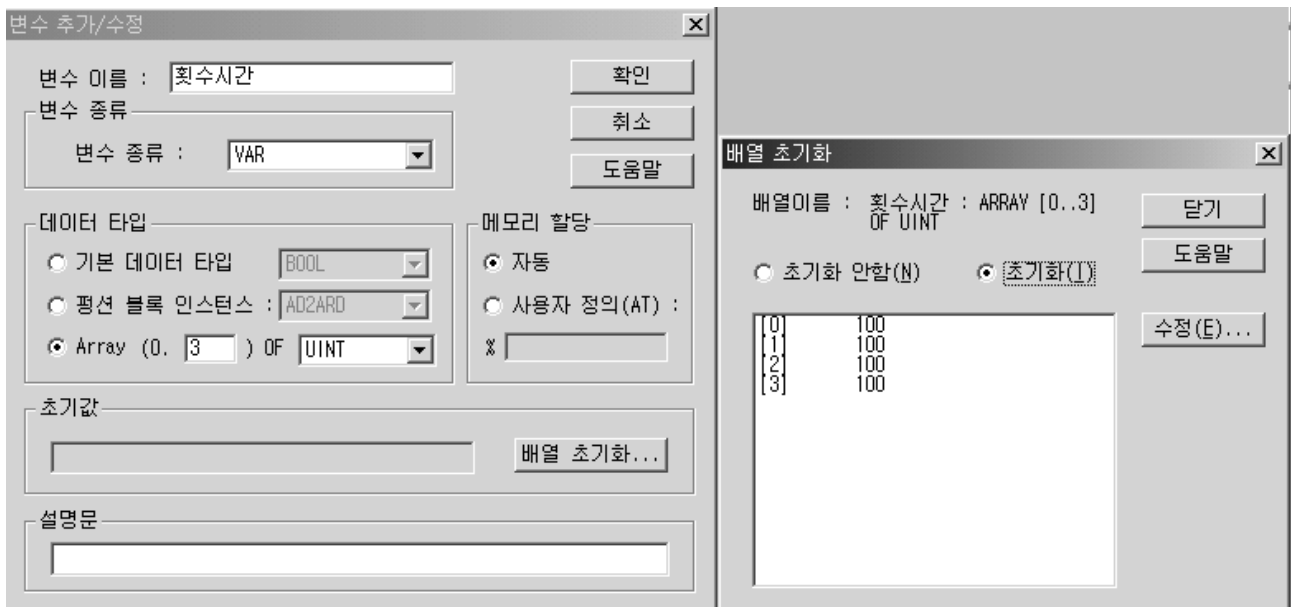 변수 추가/수정
변수 이름 : 횟수시간
확인
변수 종류
취소
변수 종류 : VAR
도움말
데이터 타입
메모리 할당
기본 데이터 타입 BOOL
자동
펑션 블록 인스턴스 : AD2ARD
사용자 정의(AT) :
Array (0. 3 ) OF UINT
%
초기값
배열 초기화...
설명문
배열 초기화
배열이름 : 횟수시간 : ARRAY [0..3]
OF UINT
닫기
도움말
초기화 안함(N) 초기화(I)
[0] 100
[1] 100
[2] 100
[3] 100
수정(E)...